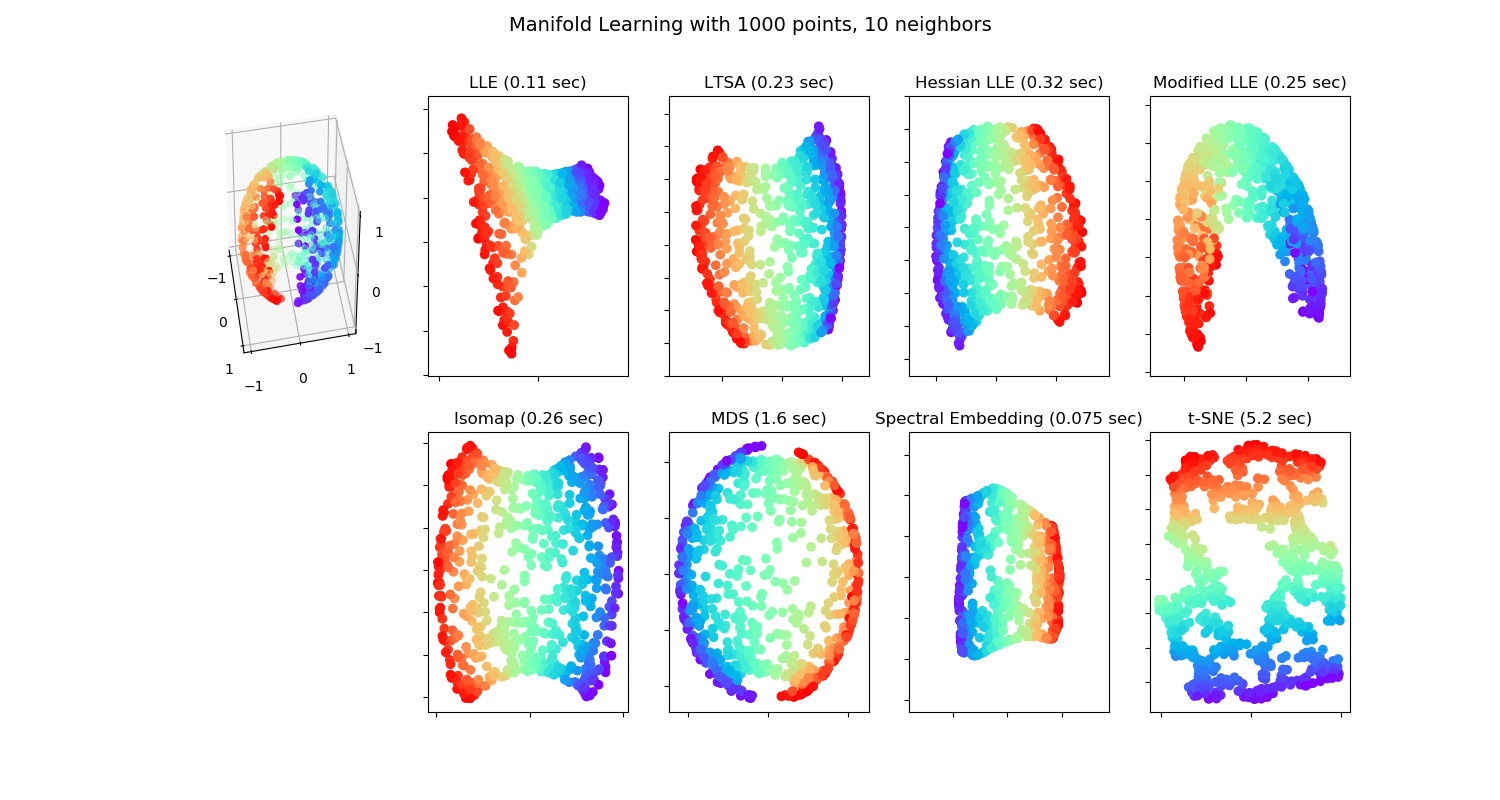 Manifold Learning with 1000 points, 10 neighbors
LLE (0.11 sec)
LTSA (0.23 sec)
Hessian LLE (0.32 sec)
Modified LLE (0.25 sec)
−1
0
1
−1
0
1
1
0
−1
Isomap (0.26 sec)
MDS (1.6 sec)
Spectral Embedding (0.075 sec)
t-SNE (5.2 sec)